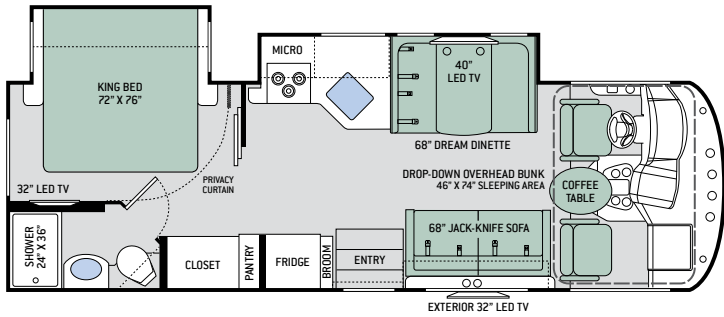 MICRO
40"
LED TV
KING BED
72" X 76"
68" DREAM DINETTE
DROP-DOWN OVERHEAD BUNK
46" X 74" SLEEPING AREA
PRIVACY
CURTAIN
32" LED TV
COFFEE
TABLE
SHOWER
24" X 36"
68" JACK-KNIFE SOFA
CLOSET
PANTRY
FRIDGE
BROOM
ENTRY
EXTERIOR 32" LED TV